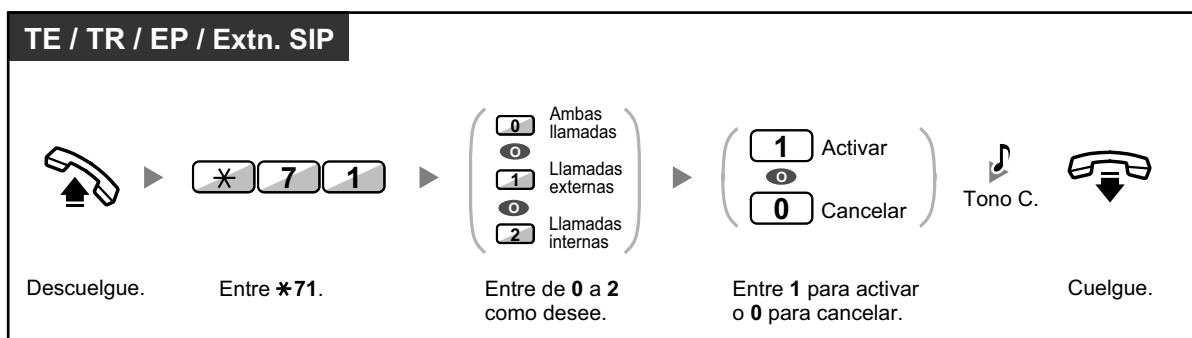 TE / TR / EP / Extn. SIP
* 7 1
0 Ambas
llamadas
O
1 Llamadas
externas
O
2 Llamadas
internas
1 Activar
O
0 Cancelar
Tono C.
Descuelgue.
Entre *71.
Entre de 0 a 2
como desee.
Entre 1 para activar
o 0 para cancelar.
Cuelgue.